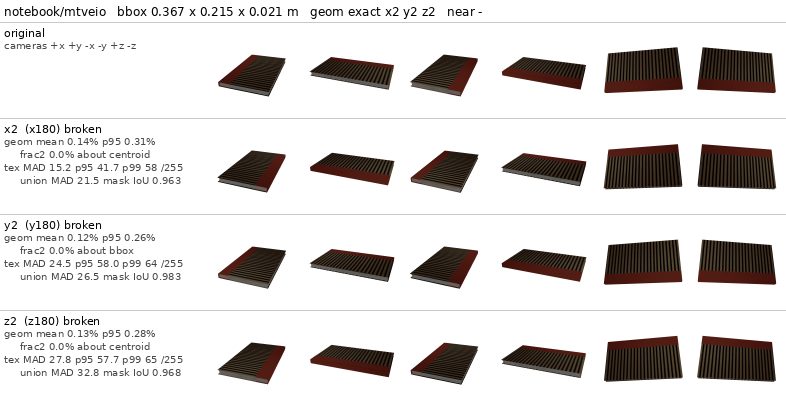 notebook/mtveio   bbox 0.367 x 0.215 x 0.021 m   geom exact x2 y2 z2   near -
original
cameras +x +y -x -y +z -z
x2  (x180) broken
geom mean 0.14% p95 0.31%
frac2 0.0% about centroid
tex MAD 15.2 p95 41.7 p99 58 /255
union MAD 21.5 mask IoU 0.963
y2  (y180) broken
geom mean 0.12% p95 0.26%
frac2 0.0% about bbox
tex MAD 24.5 p95 58.0 p99 64 /255
union MAD 26.5 mask IoU 0.983
z2  (z180) broken
geom mean 0.13% p95 0.28%
frac2 0.0% about centroid
tex MAD 27.8 p95 57.7 p99 65 /255
union MAD 32.8 mask IoU 0.968